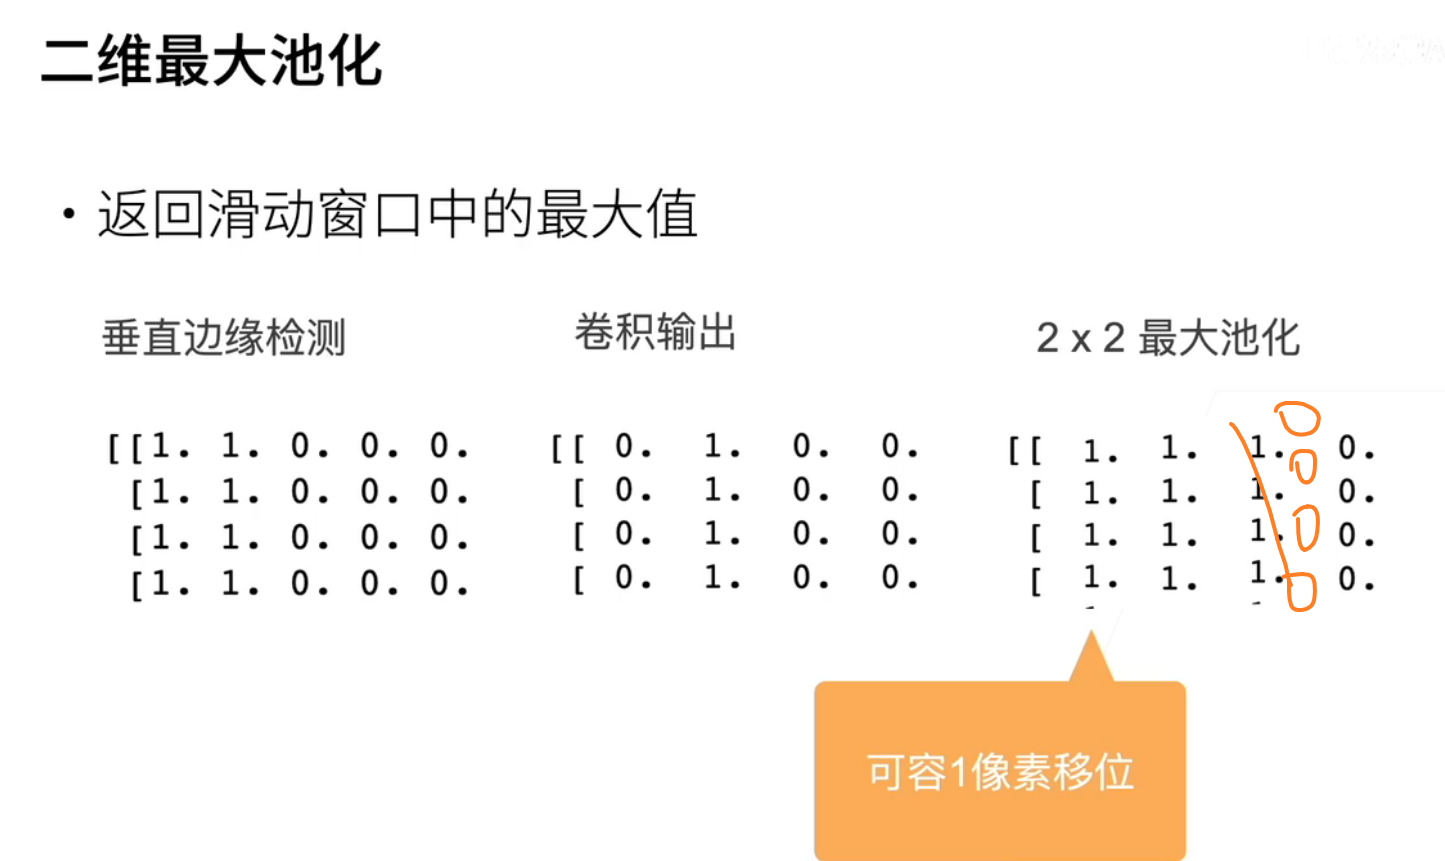 二维最大池化
• 返回滑动窗口中的最大值
垂直边缘检测
卷积输出
2 x 2 最大池化
[[1. 1. 0. 0. 0.
[1. 1. 0. 0. 0.
[1. 1. 0. 0. 0.
[1. 1. 0. 0. 0.
[[ 0. 1. 0. 0.
[ 0. 1. 0. 0.
[ 0. 1. 0. 0.
[ 0. 1. 0. 0.
[[ 1. 1. 1. 0 0.
[ 1. 1. 1. 0 0.
[ 1. 1. 1. 0 0.
[ 1. 1. 1. 0 0.
可容1像素移位